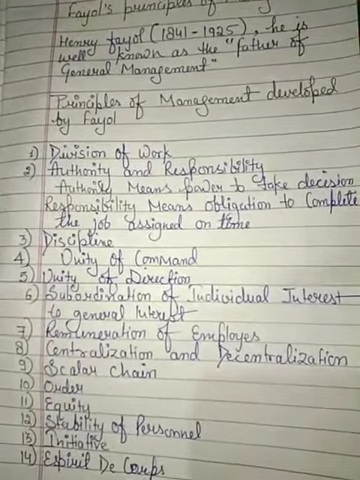 Fayol's principles of
Henry fayol (1841-1925), he is
well known as the "father of
General Management"
Principles of Management developed
by Fayol
1) Division of Work
2) Authority and Responsibility
Authority Means power to take decision
Responsibility Means obligation to Complete
the job assigned on time
3) Discipline
4) Unity of Command
5) Unity of Direction
6) Subordination of Individual Interest
to general Interest
7) Remuneration of Employes
8) Centralization and Decentralization
9) Scalar Chain
10) Order
11) Equity
12) Stability of Personnel
13) Initiative
14) Espiril De Corps